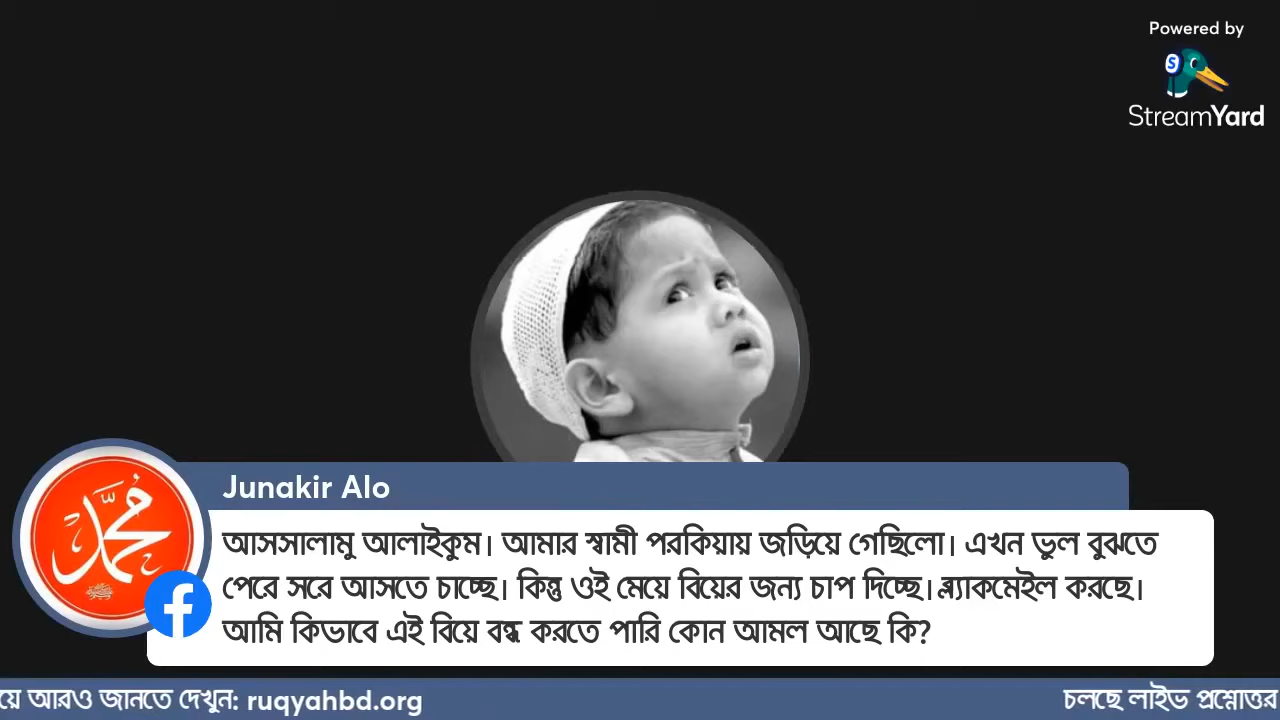 Powered by
S
StreamYard
Junakir Alo
محمد
আসসালামু আলাইকুম। আমার স্বামী পরকিয়ায় জড়িয়ে গেছিলো। এখন ভুল বুঝতে
পেরে সরে আসতে চাচ্ছে। কিন্তু ওই মেয়ে বিয়ের জন্য চাপ দিচ্ছে। ব্ল্যাকমেইল করছে।
আমি কিভাবে এই বিয়ে বন্ধ করতে পারি কোন আমল আছে কি?
য়ে আরও জানতে দেখুন: ruqyahbd.org
চলছে লাইভ প্রশ্নোত্তর